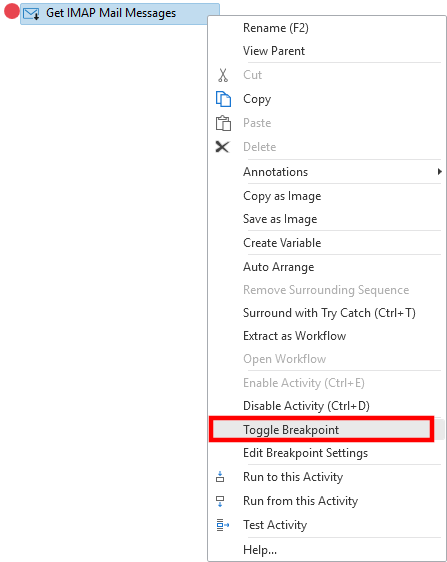 Get IMAP Mail Messages
Rename (F2)
View Parent
Cut
Copy
Paste
Delete
Annotations
Copy as Image
Save as Image
Create Variable
Auto Arrange
Remove Surrounding Sequence
Surround with Try Catch (Ctrl+T)
Extract as Workflow
Open Workflow
Enable Activity (Ctrl+E)
Disable Activity (Ctrl+D)
Toggle Breakpoint
Edit Breakpoint Settings
Run to this Activity
Run from this Activity
Test Activity
Help...